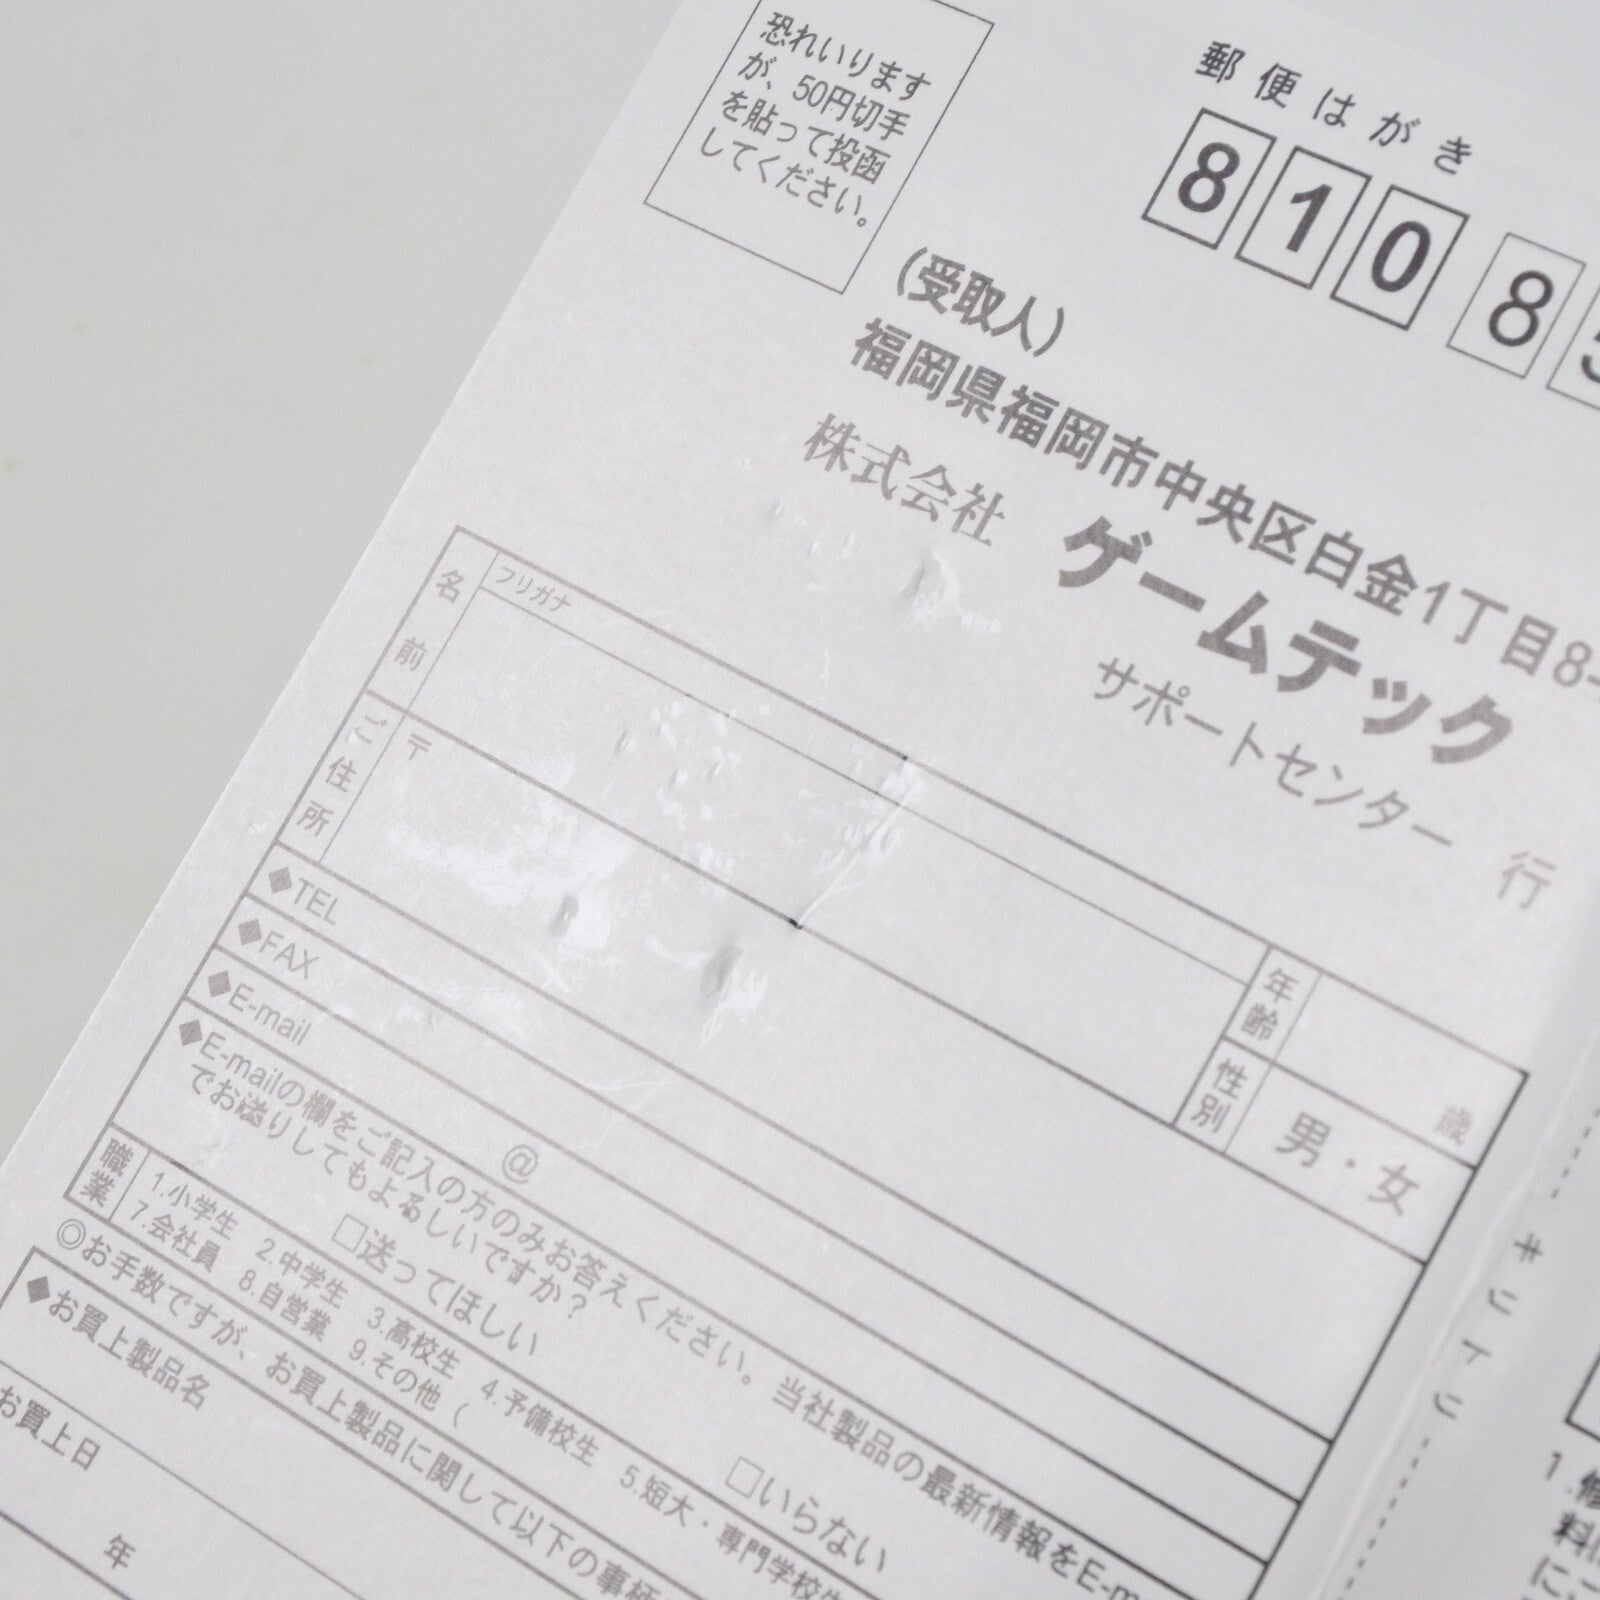 恐れいります
が、50円切手
を貼って投函
してください。
郵便はがき
810 8
(受取人)
福岡県福岡市中央区白金1丁目8-
株式会社 ゲームテック
サポートセンター 行
名前
フリガナ
年齢
歳
性別
男・女
ご住所
〒
◆TEL
◆FAX
◆E-mail
@
◆E-mailの欄をご記入の方のみお答えください。当社製品の最新情報をE-m
でお送りしてもよろしいですか?
□送ってほしい □いらない
職業
1.小学生 2.中学生 3.高校生 4.予備校生 5.短大・専門学校生
7.会社員 8.自営業 9.その他 (
◎お手数ですが、お買上製品に関して以下の事柄
◆お買上製品名
お買上日
年
キリトリ
1.修
料
に